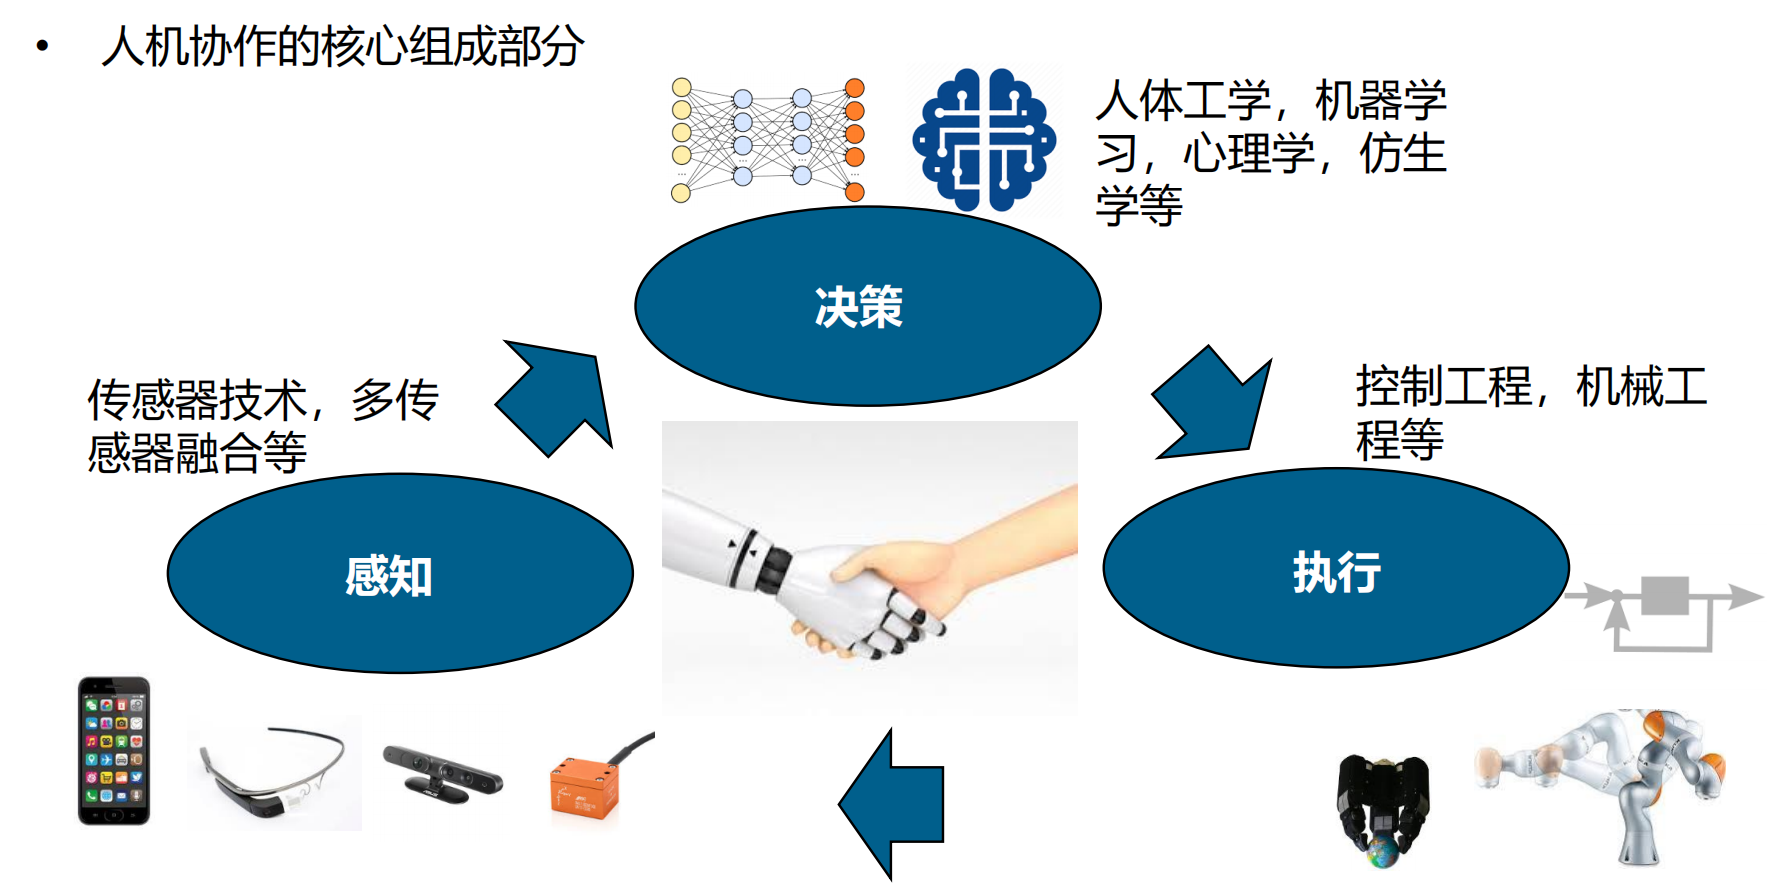 • 人机协作的核心组成部分
人体工学，机器学
习，心理学，仿生
学等
决策
传感器技术，多传
感器融合等
控制工程，机械工
程等
感知
执行